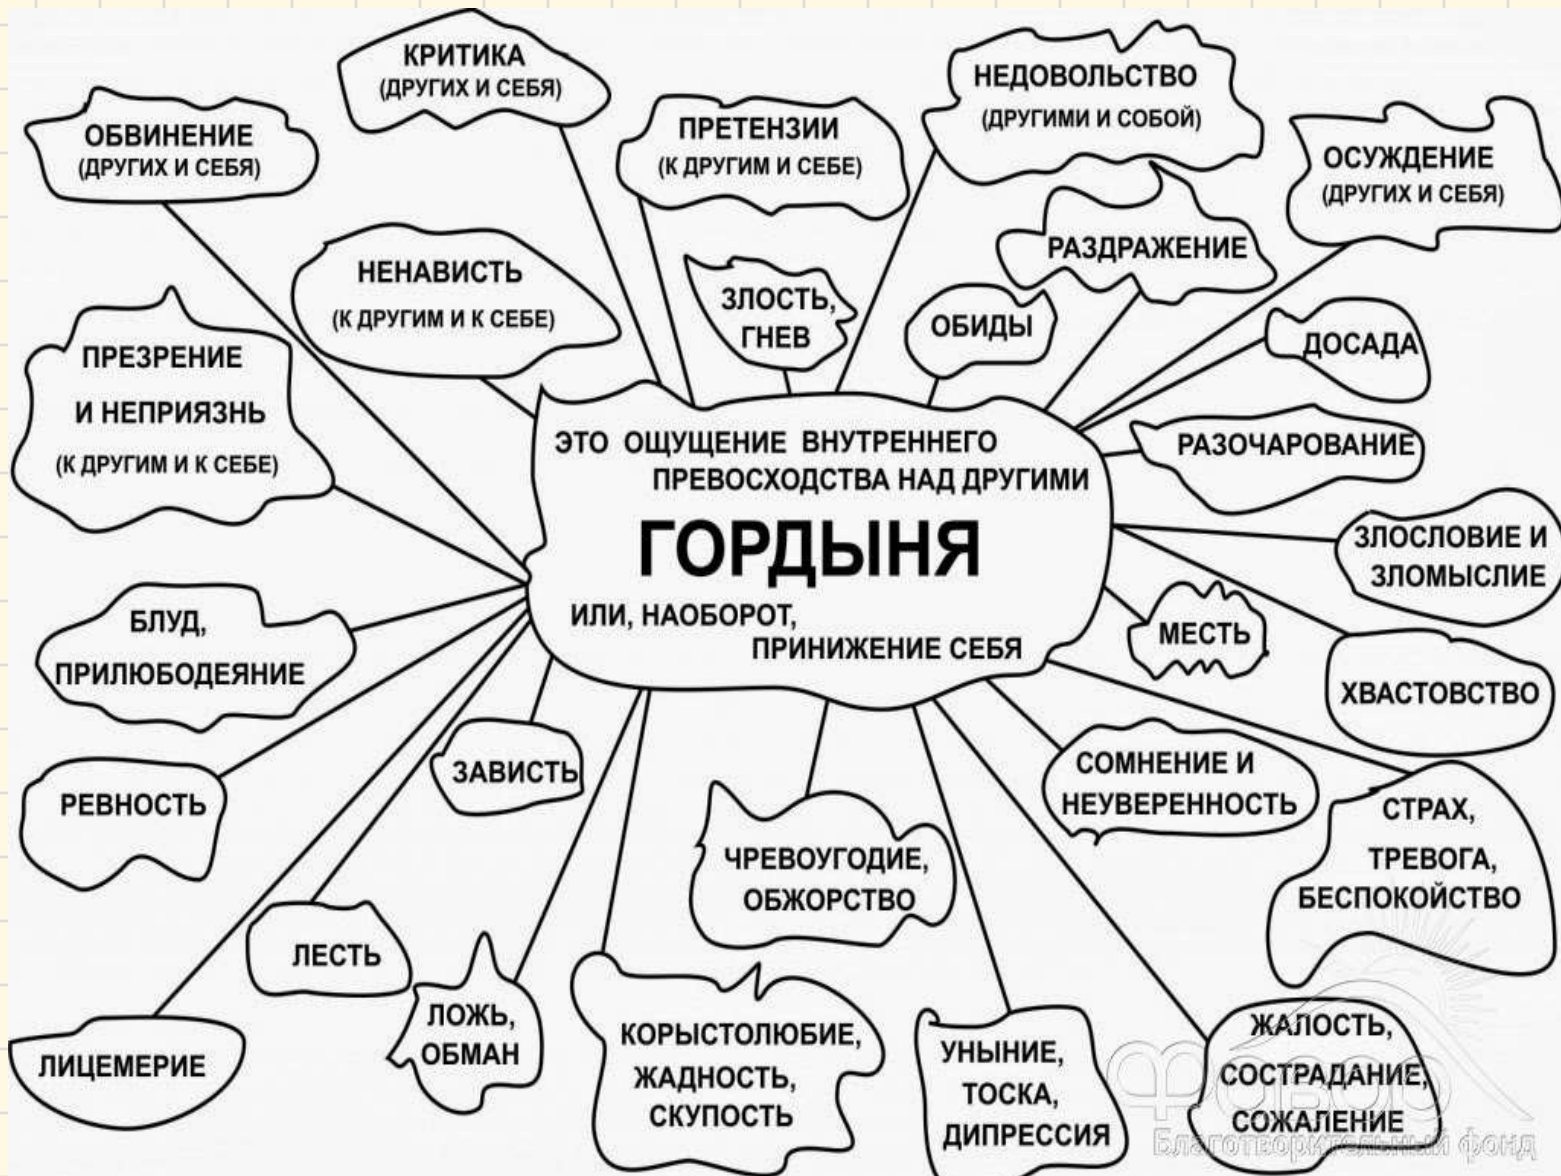 КРИТИКА
(ДРУГИХ И СЕБЯ)
НЕДОВОЛЬСТВО
(ДРУГИМИ И СОБОЙ)
ОБВИНЕНИЕ
(ДРУГИХ И СЕБЯ)
ПРЕТЕНЗИИ
(К ДРУГИМ И СЕБЕ)
ОСУЖДЕНИЕ
(ДРУГИХ И СЕБЯ)
НЕНАВИСТЬ
(К ДРУГИМ И К СЕБЕ)
ЗЛОСТЬ,
ГНЕВ
ОБИДЫ
РАЗДРАЖЕНИЕ
ДОСАДА
ПРЕЗРЕНИЕ
И НЕПРИЯЗНЬ
(К ДРУГИМ И К СЕБЕ)
ЭТО ОЩУЩЕНИЕ ВНУТРЕННЕГО
ПРЕВОСХОДСТВА НАД ДРУГИМИ
ГОРДЫНЯ
ИЛИ, НАОБОРОТ,
ПРИНИЖЕНИЕ СЕБЯ
РАЗОЧАРОВАНИЕ
ЗЛОСЛОВИЕ И
ЗЛОМЫСЛИЕ
МЕСТЬ
ХВАСТОВСТВО
БЛУД,
ПРИЛЮБОДЕЯНИЕ
РЕВНОСТЬ
ЗАВИСТЬ
СОМНЕНИЕ И
НЕУВЕРЕННОСТЬ
СТРАХ,
ТРЕВОГА,
БЕСПОКОЙСТВО
ЧРЕВОУГОДИЕ,
ОБЖОРСТВО
ЛЕСТЬ
ЛИЦЕМЕРИЕ
ЛОЖЬ,
ОБМАН
КОРЫСТОЛЮБИЕ,
ЖАДНОСТЬ,
СКУПОСТЬ
УНЫНИЕ,
ТОСКА,
ДИПРЕССИЯ
ЖАЛОСТЬ,
СОСТРАДАНИЕ,
СОЖАЛЕНИЕ
Фавор
Благотворительный фонд